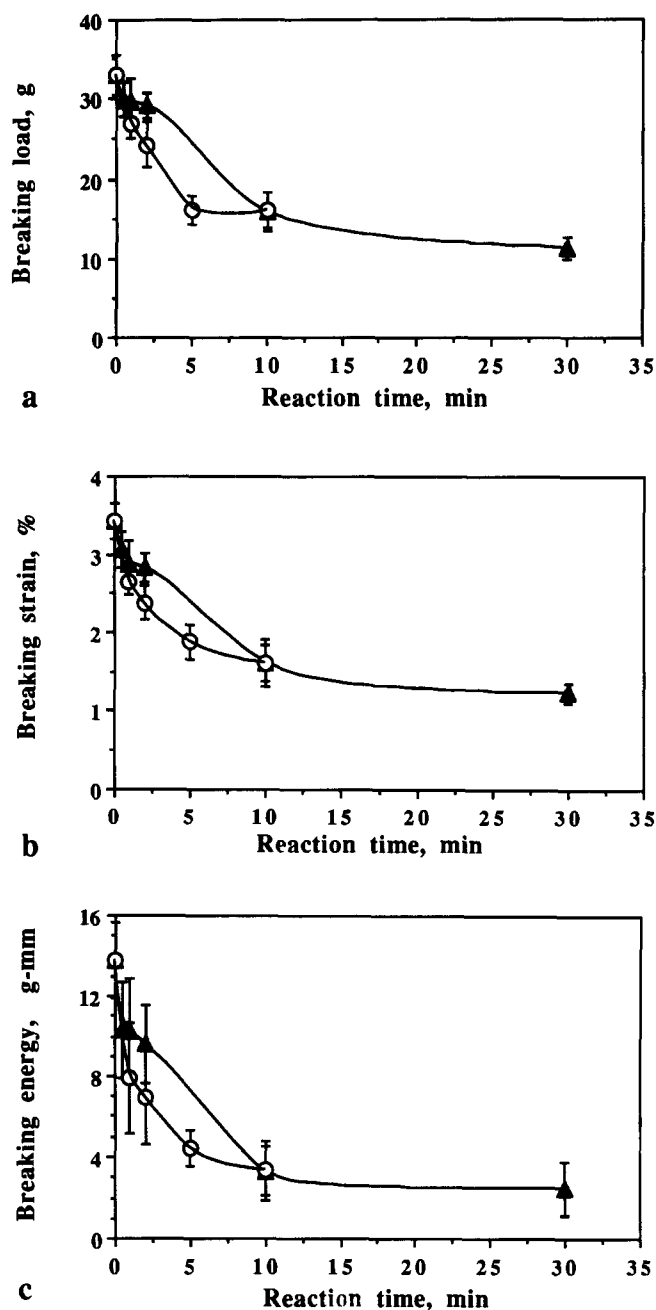 40
30
20
10
0
Breaking load, g
0 5 10 15 20 25 30 35
Reaction time, min
a
4
3
2
1
0
Breaking strain, %
0 5 10 15 20 25 30 35
Reaction time, min
b
16
12
8
4
0
Breaking energy, g-mm
0 5 10 15 20 25 30 35
Reaction time, min
c